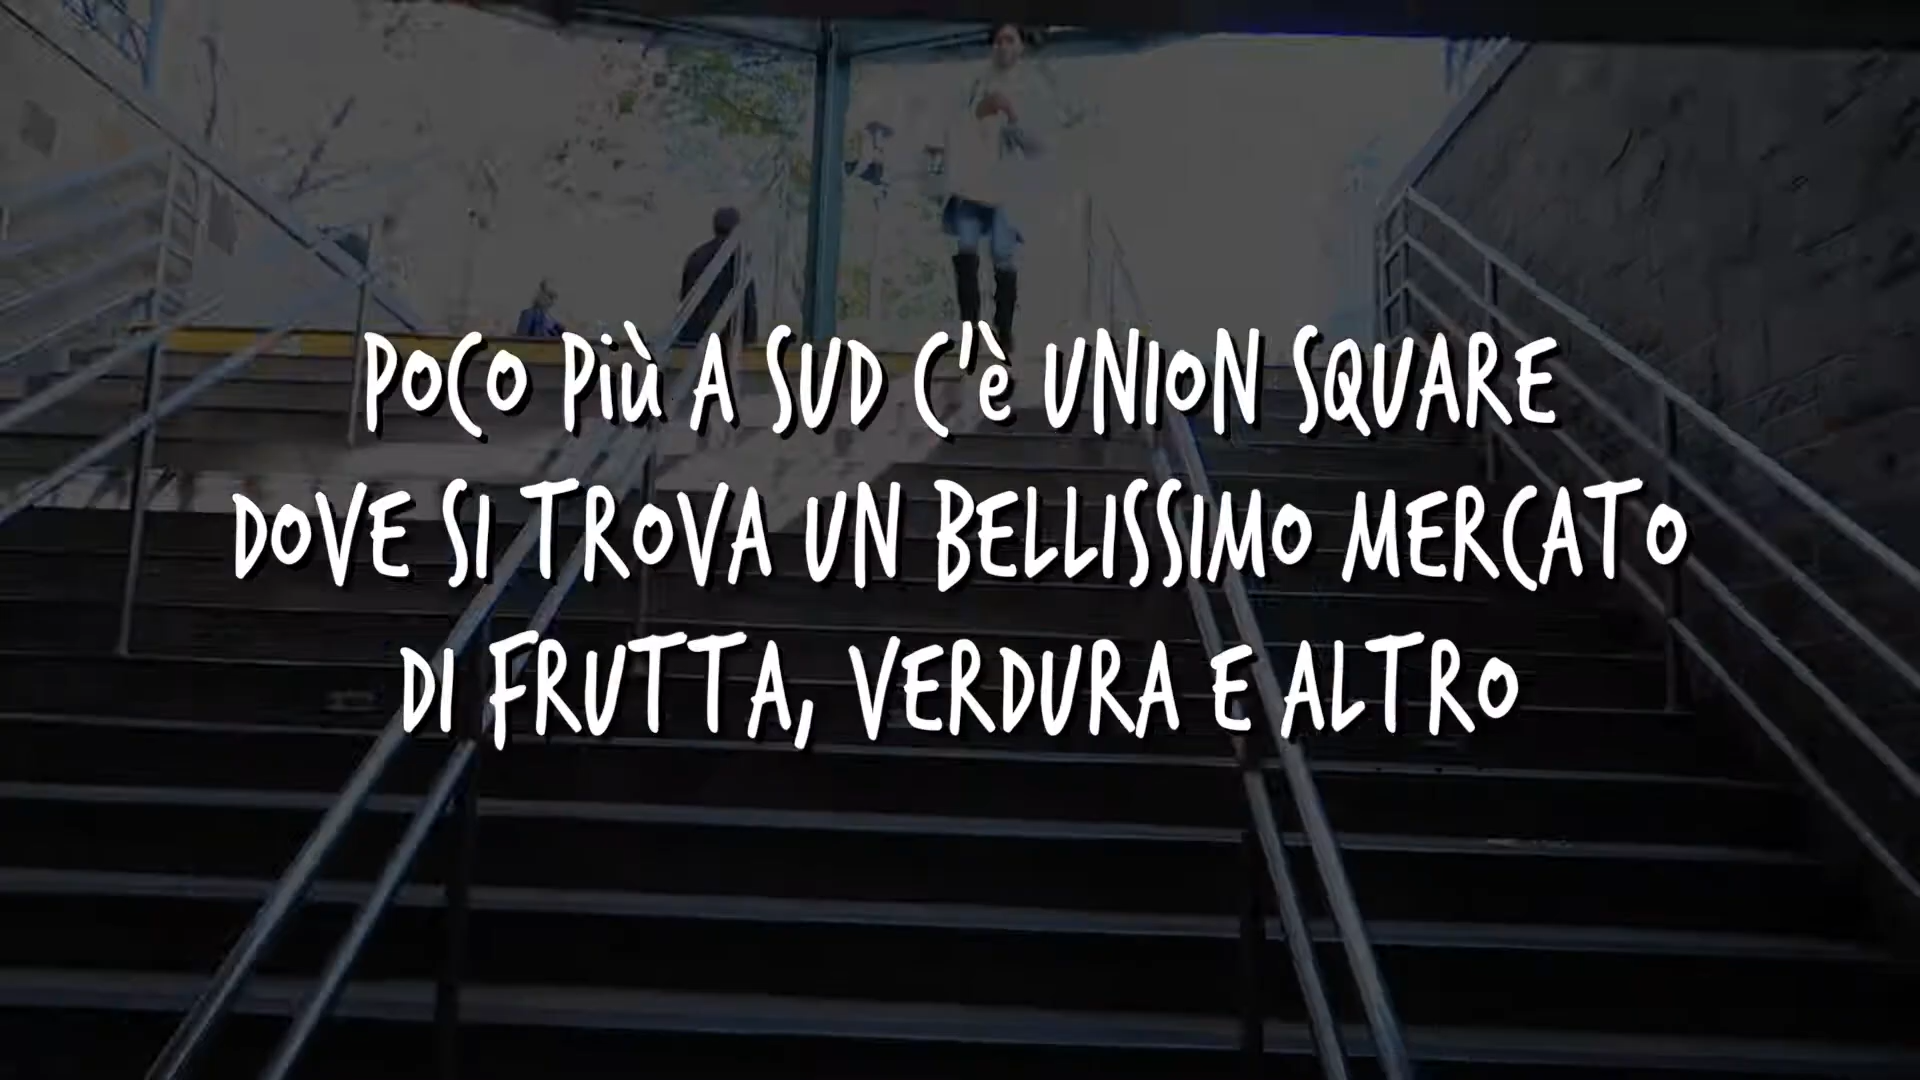 POCO Più A SUD C'è UNION SQUARE
DOVE SI TROVA UN BELLISSIMO MERCATO
DI FRUTTA, VERDURA E ALTRO